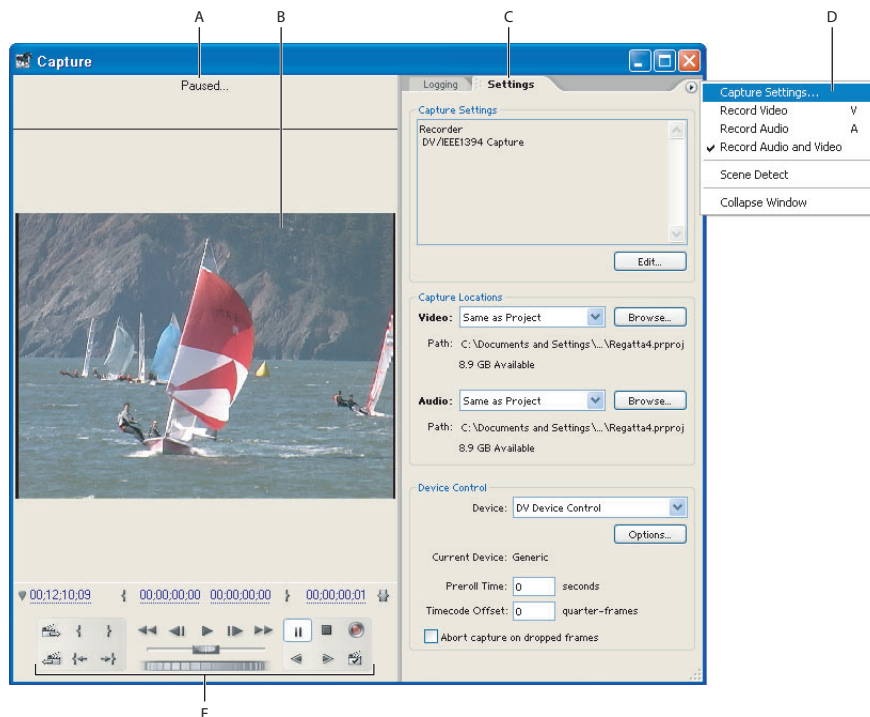 A B C D
Capture
Paused...
Logging Settings
Capture Settings
Recorder
DV/IEEE1394 Capture
Edit...
Capture Locations
Video: Same as Project Browse...
Path: C:\Documents and Settings\...\Regatta4.prproj
8.9 GB Available
Audio: Same as Project Browse...
Path: C:\Documents and Settings\...\Regatta4.prproj
8.9 GB Available
Device Control
Device: DV Device Control
Options...
Current Device: Generic
Preroll Time: 0 seconds
Timecode Offset: 0 quarter-frames
Abort capture on dropped frames
Capture Settings...
Record Video V
Record Audio A
Record Audio and Video
Scene Detect
Collapse Window
00;12;10;09 { 00;00;00;00 00;00;00;00 } 00;00;00;01
E